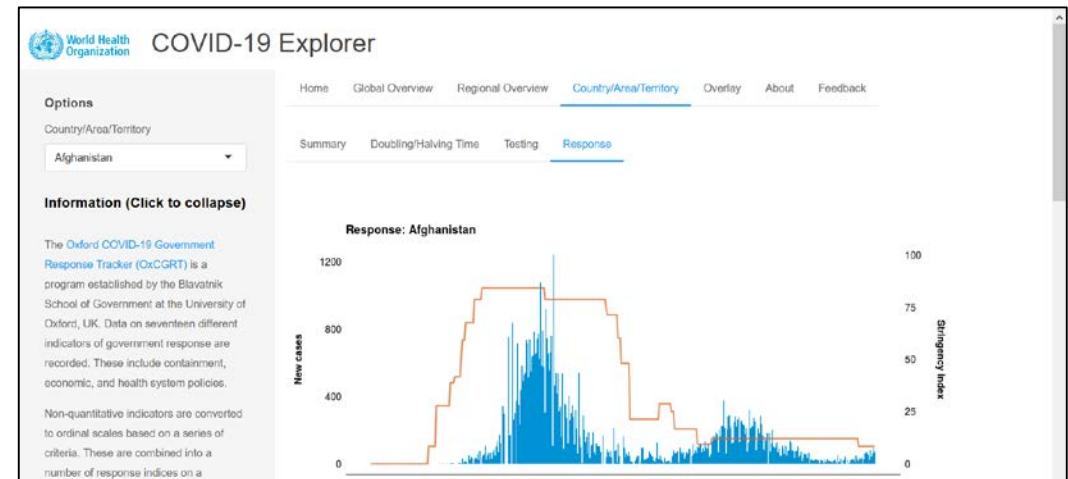 World Health
Organization
COVID-19 Explorer
Options
Country/Area/Territory
Afghanistan
Information (Click to collapse)
The Oxford COVID-19 Government
Response Tracker (OxCGRT) is a
program established by the Blavatnik
School of Government at the University of
Oxford, UK. Data on seventeen different
indicators of government response are
recorded. These include containment,
economic, and health system policies.
Non-quantitative indicators are converted
to ordinal scales based on a series of
criteria. These are combined into a
number of response indices on a
Home Global Overview Regional Overview Country/Area/Territory Overlay About Feedback
Summary Doubling/Halving Time Testing Response
Response: Afghanistan
New cases
1200
800
400
0
100
75
50
25
0
Stringency Index